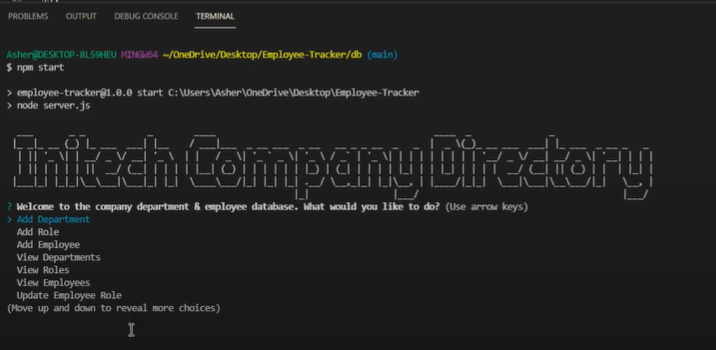 PROBLEMS OUTPUT DEBUG CONSOLE TERMINAL
Asher@DESKTOP-8L59HEU MINGW64 ~/OneDrive/Desktop/Employee-Tracker/db (main)
$ npm start
> employee-tracker@1.0.0 start C:\Users\Asher\OneDrive\Desktop\Employee-Tracker
> node server.js
Initech Company Directory
? Welcome to the company department & employee database. What would you like to do? (Use arrow keys)
> Add Department
Add Role
Add Employee
View Departments
View Roles
View Employees
Update Employee Role
(Move up and down to reveal more choices)